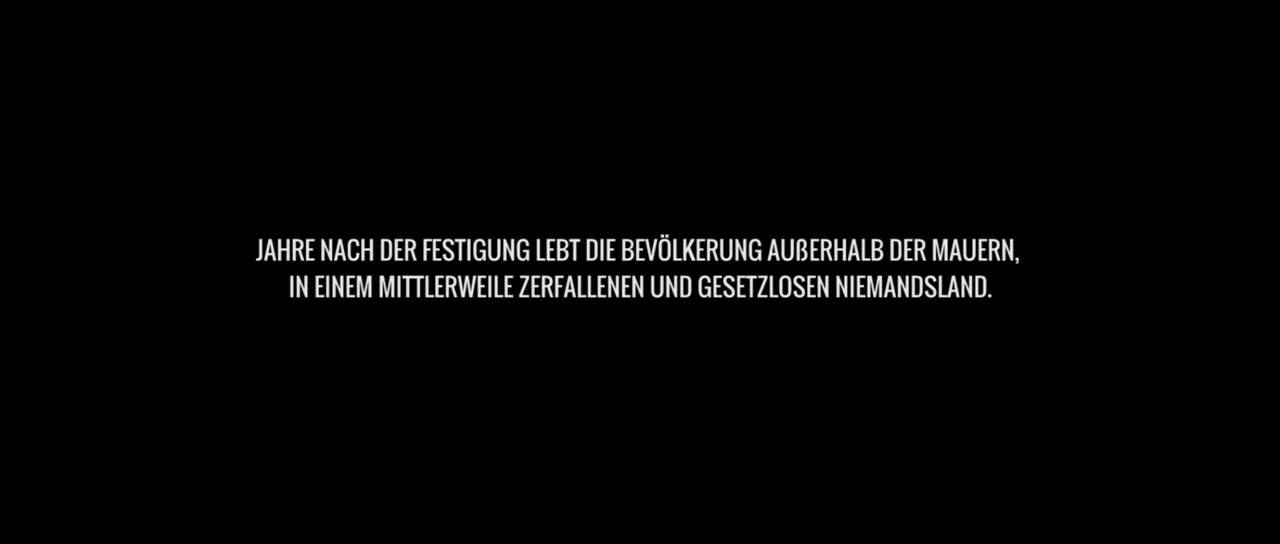 JAHRE NACH DER FESTIGUNG LEBT DIE BEVÖLKERUNG AUßERHALB DER MAUERN,
IN EINEM MITTLERWEILE ZERFALLENEN UND GESETZLOSEN NIEMANDSLAND.